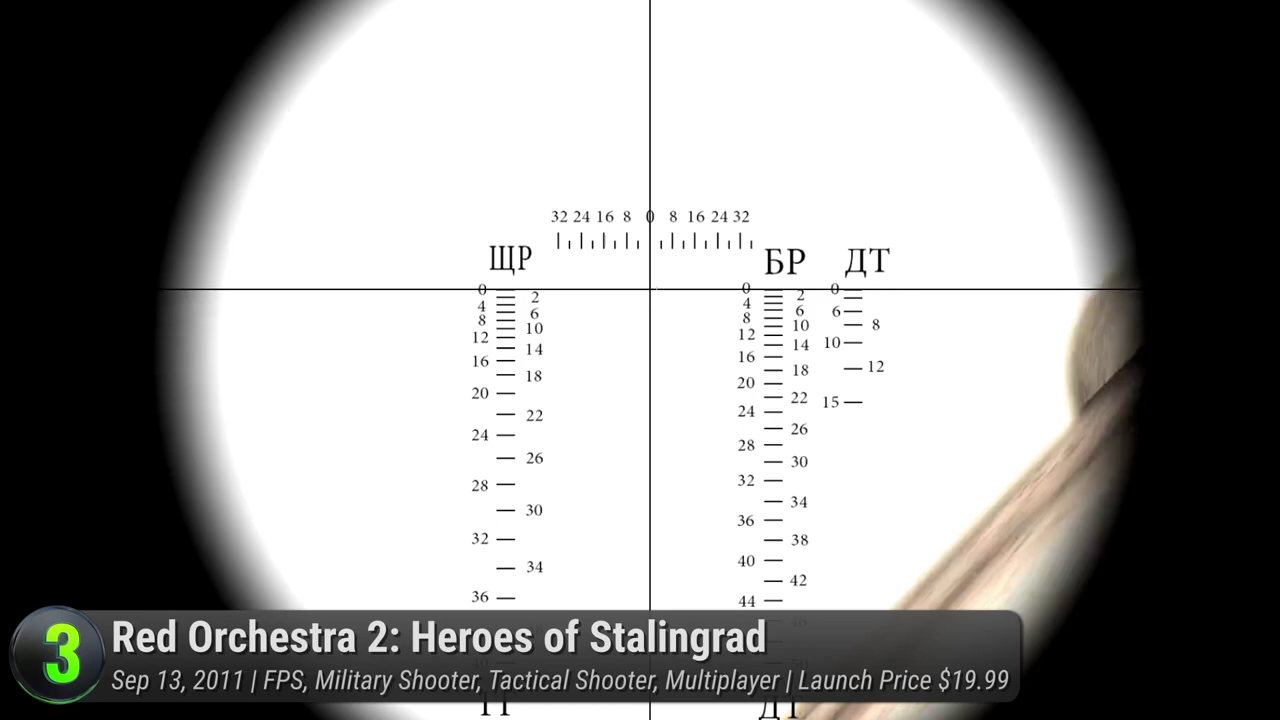 32 24 16 8 0 8 16 24 32
ЩР БР ДТ
0 0 0
2 2
4 4
6 6 6
8 8 8
10 10 10
12 12 12
14 14
16 16
18 18
20 20
22 22
24 24
26 26
28 28
30 30
32 32
34 34
36 36
38
40
42
44
15
3
Red Orchestra 2: Heroes of Stalingrad
Sep 13, 2011 | FPS, Military Shooter, Tactical Shooter, Multiplayer | Launch Price $19.99
ДТ